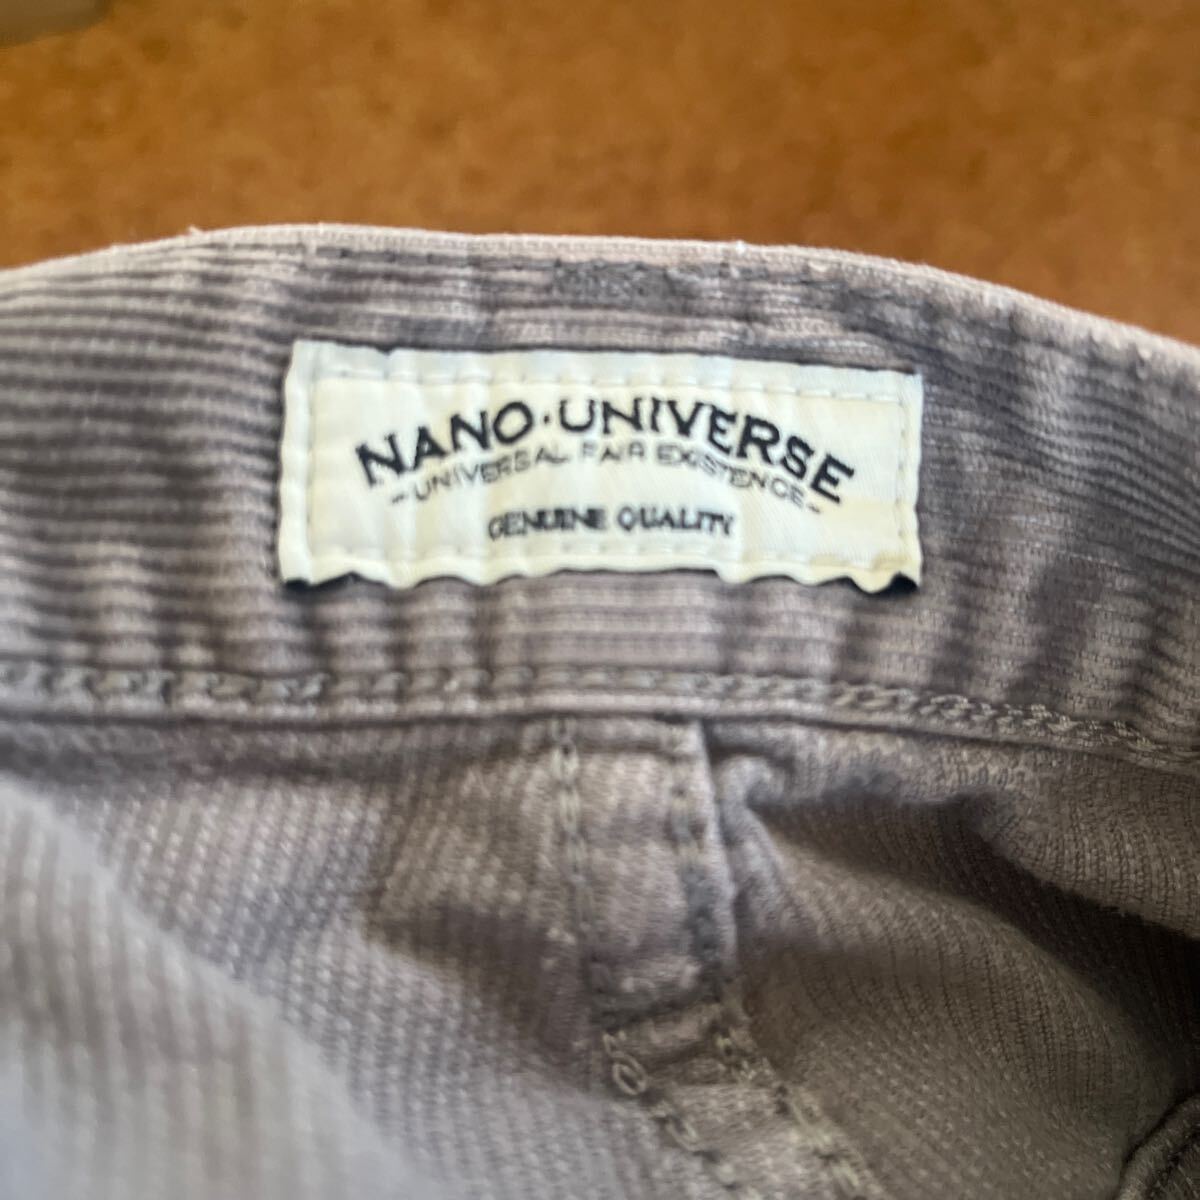 NANO·UNIVERSE
- UNIVERSAL FAIR EXISTENCE -
GENUINE QUALITY